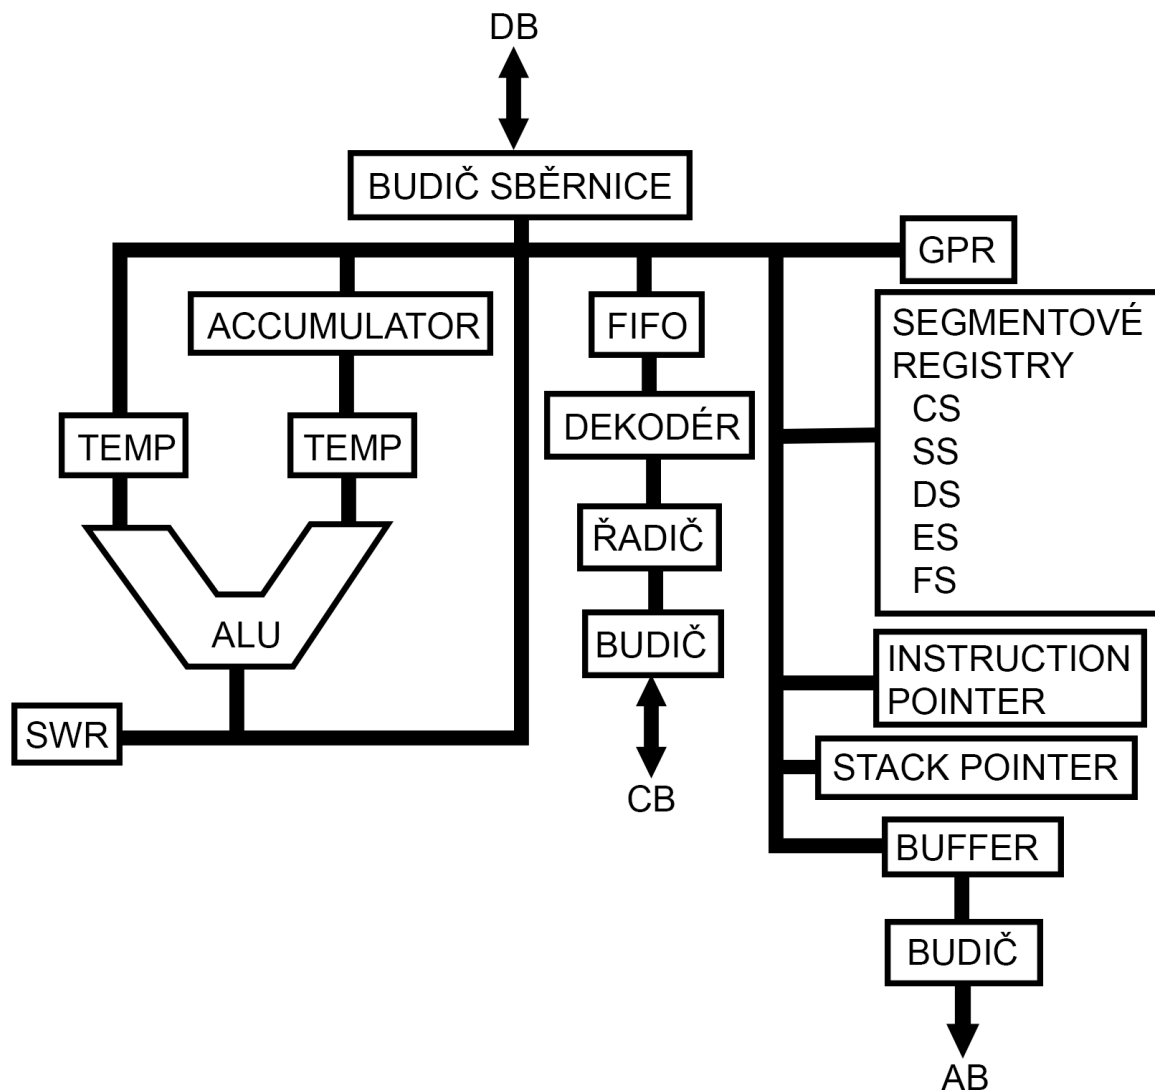 DB
BUDIČ SBĚRNICE
GPR
ACCUMULATOR
FIFO
SEGMENTOVÉ
REGISTRY
CS
SS
DS
ES
FS
TEMP
TEMP
DEKODÉR
ŘADIČ
ALU
BUDIČ
INSTRUCTION
POINTER
SWR
STACK POINTER
CB
BUFFER
BUDIČ
AB